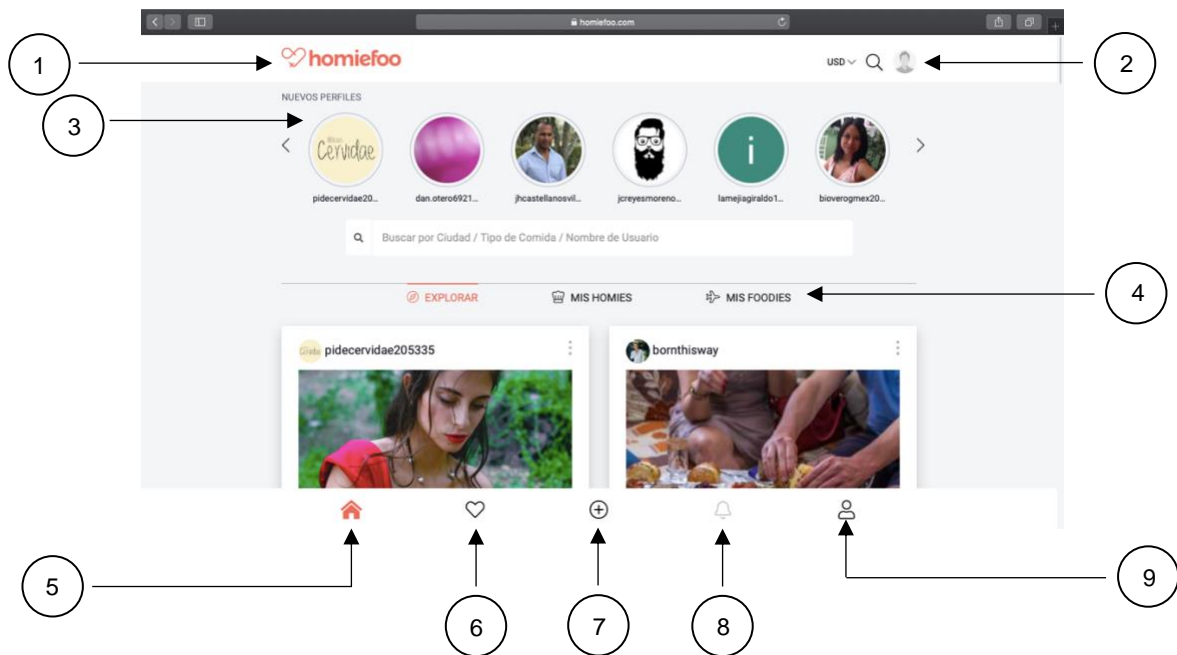 homiefoo.com
1
homiefoo
USD
2
NUEVOS PERFILES
3
Cervidae
i
pidecervidae20...
dan.otero6921...
jhcastellanosvil...
jcreyesmoreno...
lamejiagiraldo1...
bioverogmex20...
Buscar por Ciudad / Tipo de Comida / Nombre de Usuario
EXPLORAR
MIS HOMIES
MIS FOODIES
4
pidecervidae205335
bornthisway
5
6
7
8
9